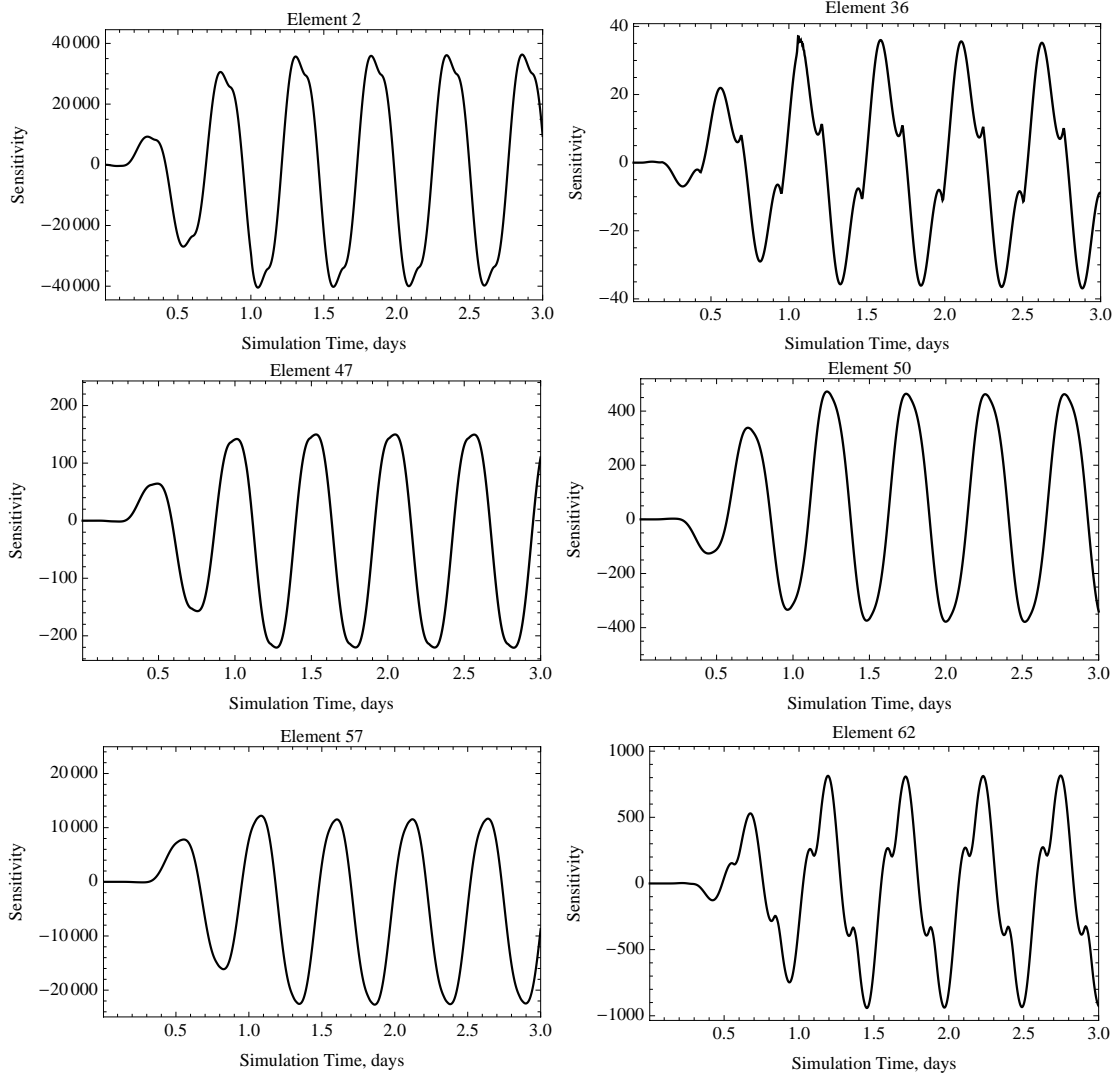 Element 2
40 000
20 000
0
−20 000
−40 000
Sensitivity
0.5 1.0 1.5 2.0 2.5 3.0
Simulation Time, days
Element 36
40
20
0
−20
−40
Sensitivity
0.5 1.0 1.5 2.0 2.5 3.0
Simulation Time, days
Element 47
200
100
0
−100
−200
Sensitivity
0.5 1.0 1.5 2.0 2.5 3.0
Simulation Time, days
Element 50
400
200
0
−200
−400
Sensitivity
0.5 1.0 1.5 2.0 2.5 3.0
Simulation Time, days
Element 57
20 000
10 000
0
−10 000
−20 000
Sensitivity
0.5 1.0 1.5 2.0 2.5 3.0
Simulation Time, days
Element 62
1000
500
0
−500
−1000
Sensitivity
0.5 1.0 1.5 2.0 2.5 3.0
Simulation Time, days